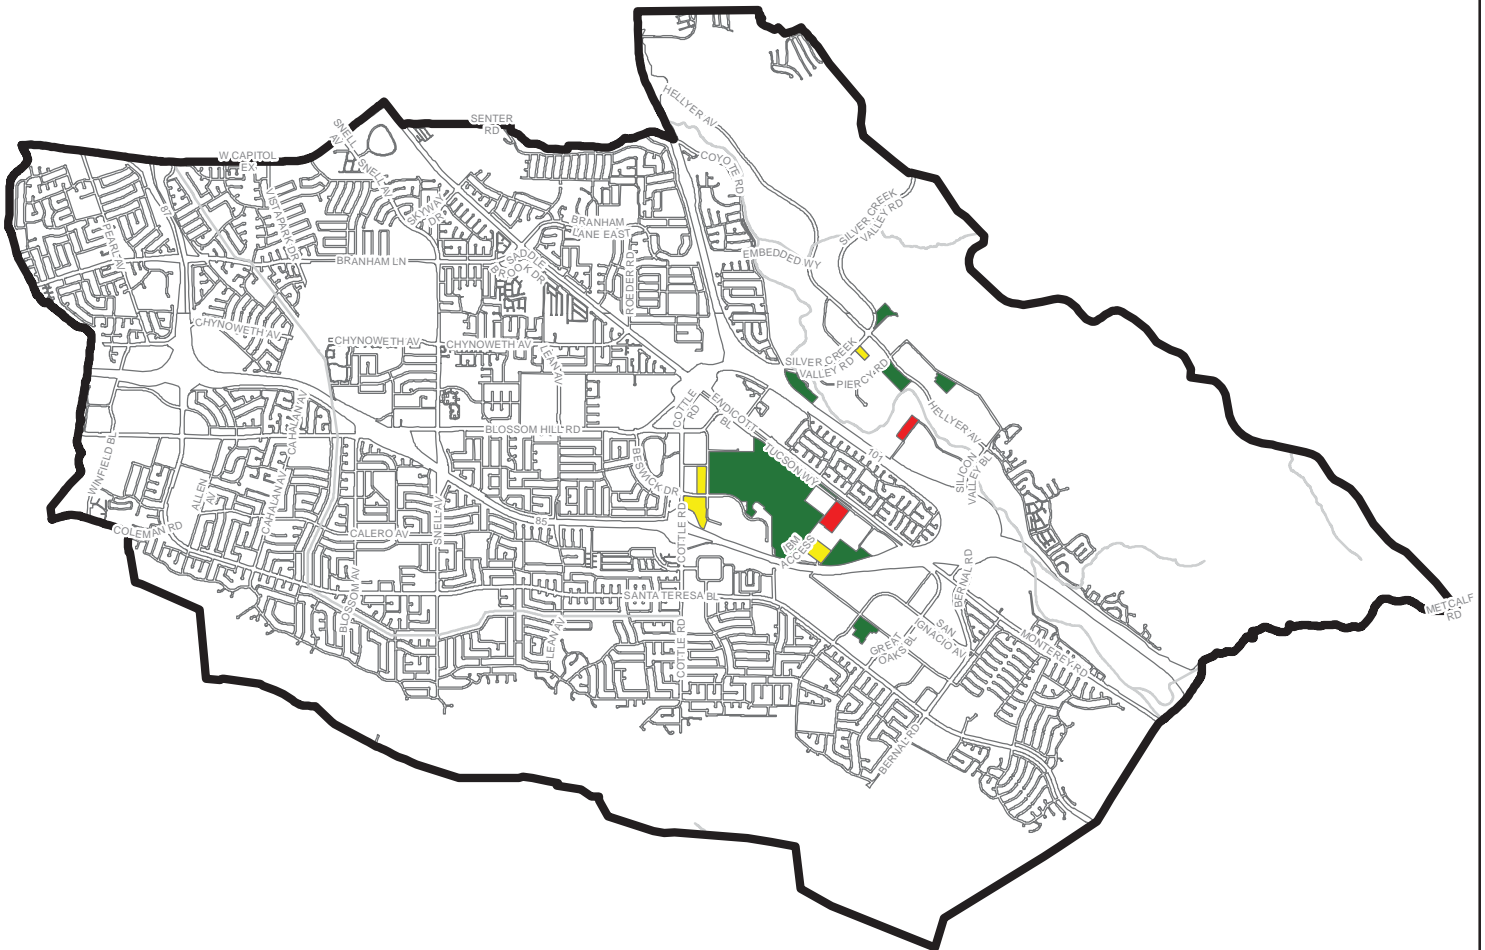 HELLYER AV
SENTER
RD
SNELL
AV
W CAPITOL
EX
SNELL AV
COYOTE RD
87
VISTAPARK DR
SKYWAY
DR
SILVER CREEK
VALLEY RD
PEARL AV
BRANHAM
LANE EAST
EMBEDDED WY
BRANHAM LN
SADDLE
BROOK DR
ROEDER RD
CHYNOWETH AV
CHYNOWETH AV
CHYNOWETH AV
LEAN AV
SILVER CREEK
VALLEY RD
PIERCY RD
HELLYER AV
COTTLE
RD
ENDICOTT
BL
CAHALAN AV
BLOSSOM HILL RD
WINFIELD BL
BESWICK DR
TUCSON WY
101
SILICON
VALLEY BL
ALLEN
AV
CAHALAN AV
COLEMAN RD
CALERO AV
SNELL AV
85
COTTLE RD
IBM
ACCESS
BERNAL RD
BLOSSOM AV
SANTA TERESA BL
METCALF
RD
LEAN AV
COTTLE RD
GREAT
OAKS BL
SAN
IGNACIO AV
MONTEREY RD
BERNAL RD